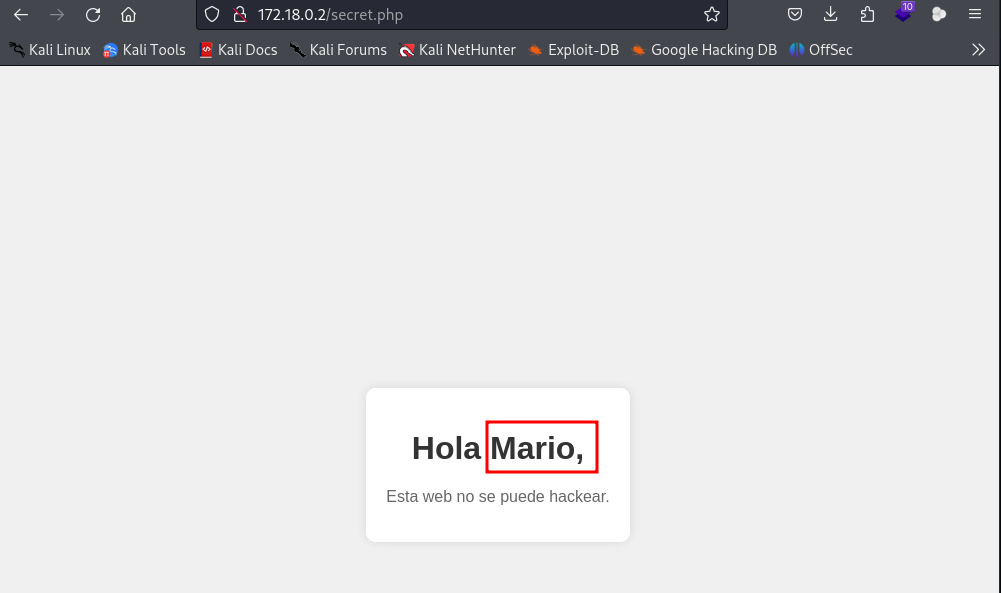 172.18.0.2/secret.php
10
Kali Linux Kali Tools Kali Docs Kali Forums Kali NetHunter Exploit-DB Google Hacking DB OffSec
Hola Mario,
Esta web no se puede hackear.